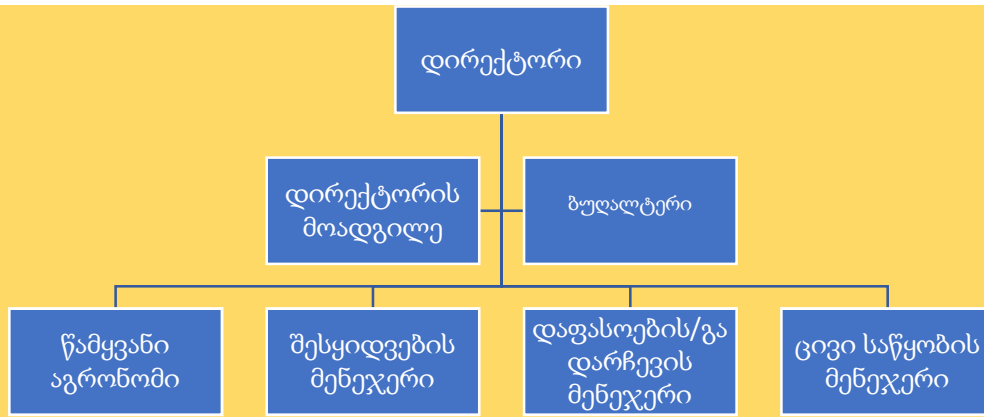 დირექტორი
დირექტორის
მოადგილე
ბუღალტერი
წამყვანი
აგრონომი
შესყიდვების
მენეჯერი
დაფასოების/გა
დარჩევის
მენეჯერი
ცივი საწყობის
მენეჯერი